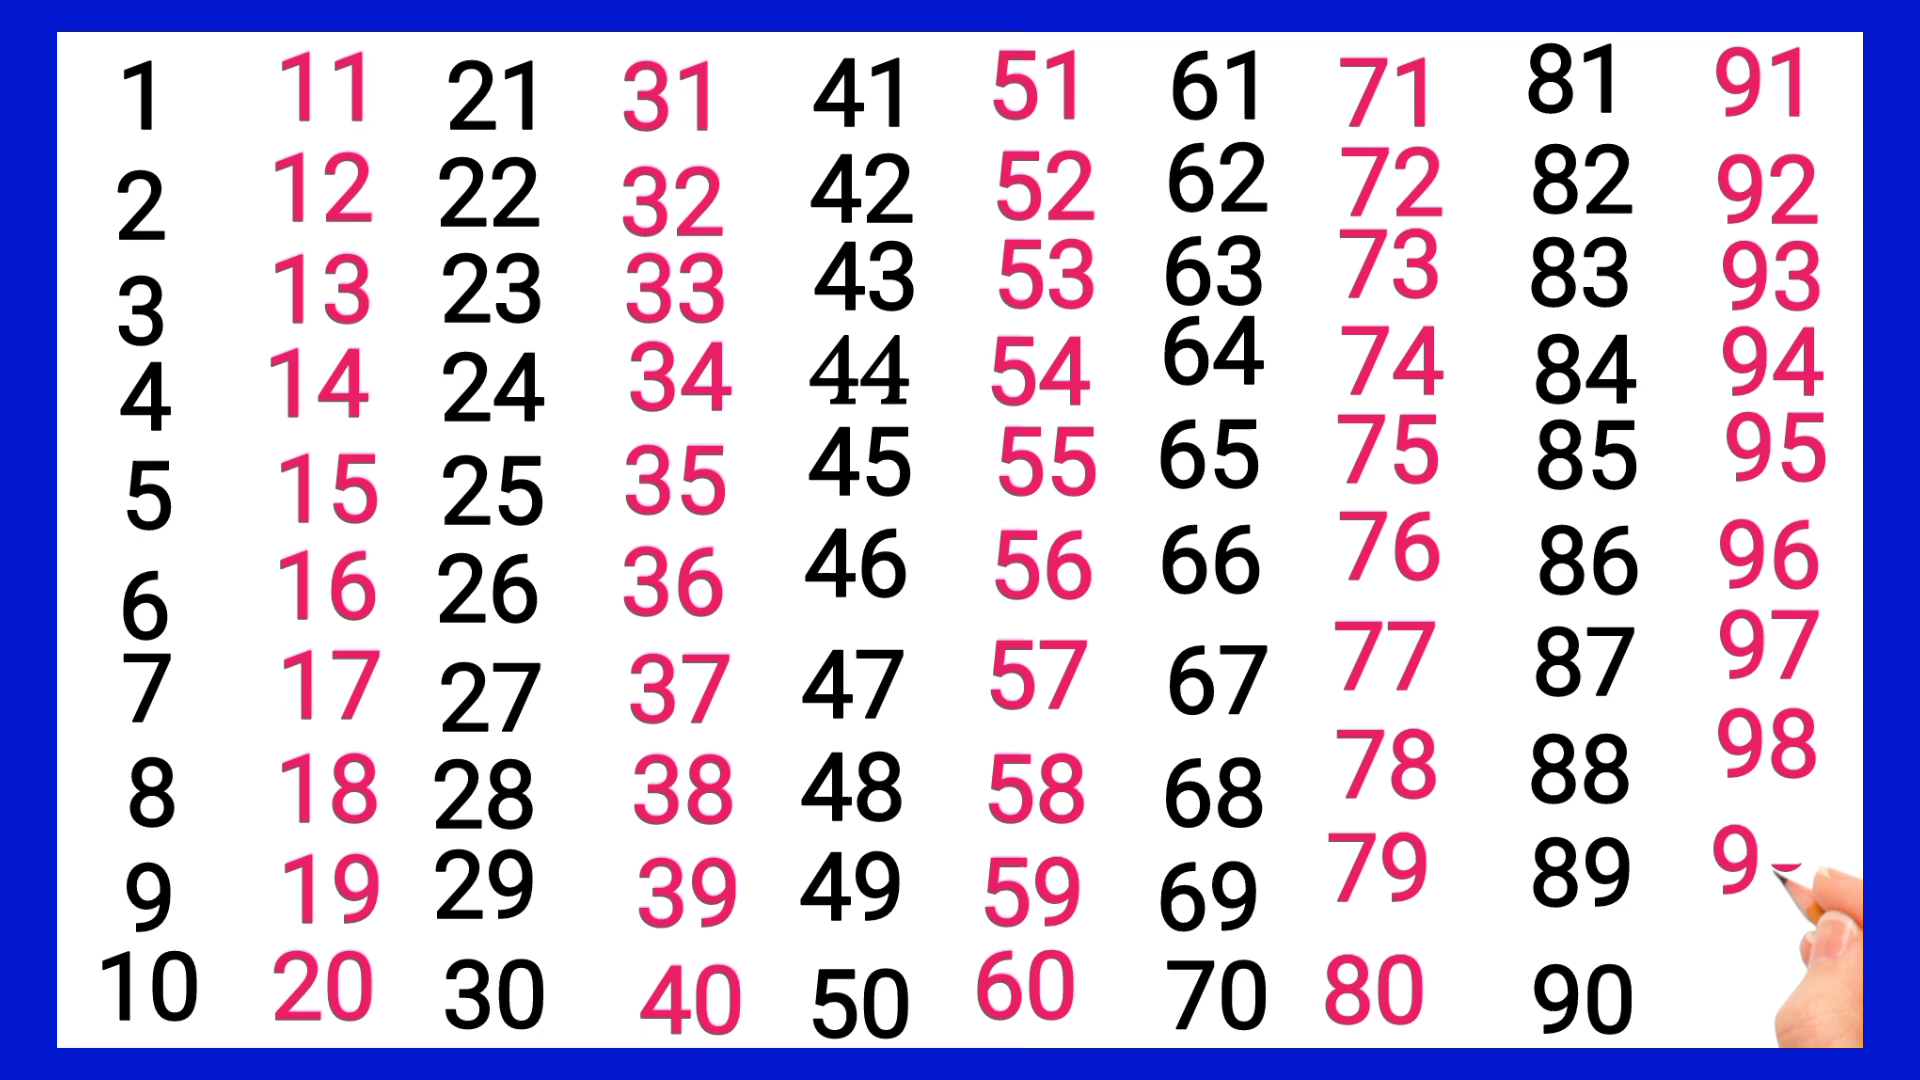 1 11 21 31 41 51 61 71 81 91
2 12 22 32 42 52 62 72 82 92
3 13 23 33 43 53 63 73 83 93
4 14 24 34 44 54 64 74 84 94
5 15 25 35 45 55 65 75 85 95
6 16 26 36 46 56 66 76 86 96
7 17 27 37 47 57 67 77 87 97
8 18 28 38 48 58 68 78 88 98
9 19 29 39 49 59 69 79 89 9
10 20 30 40 50 60 70 80 90